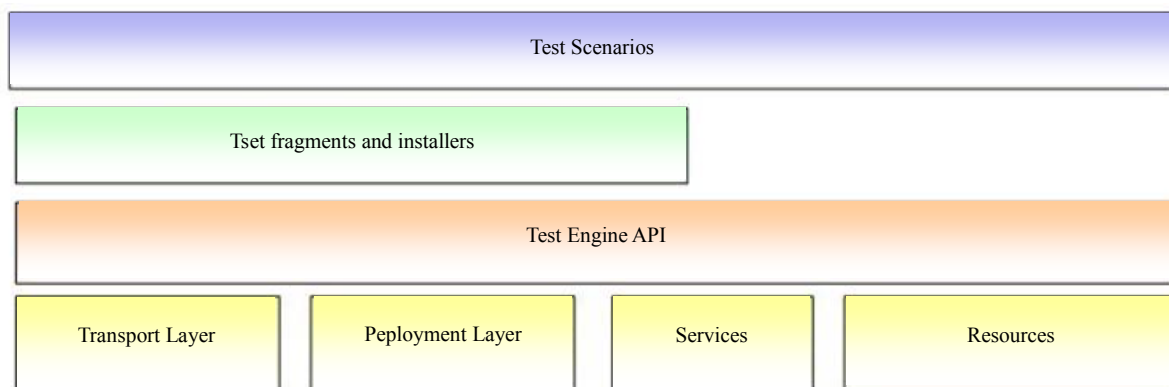 Test Scenarios
Tset fragments and installers
Test Engine API
Transport Layer
Peployment Layer
Services
Resources